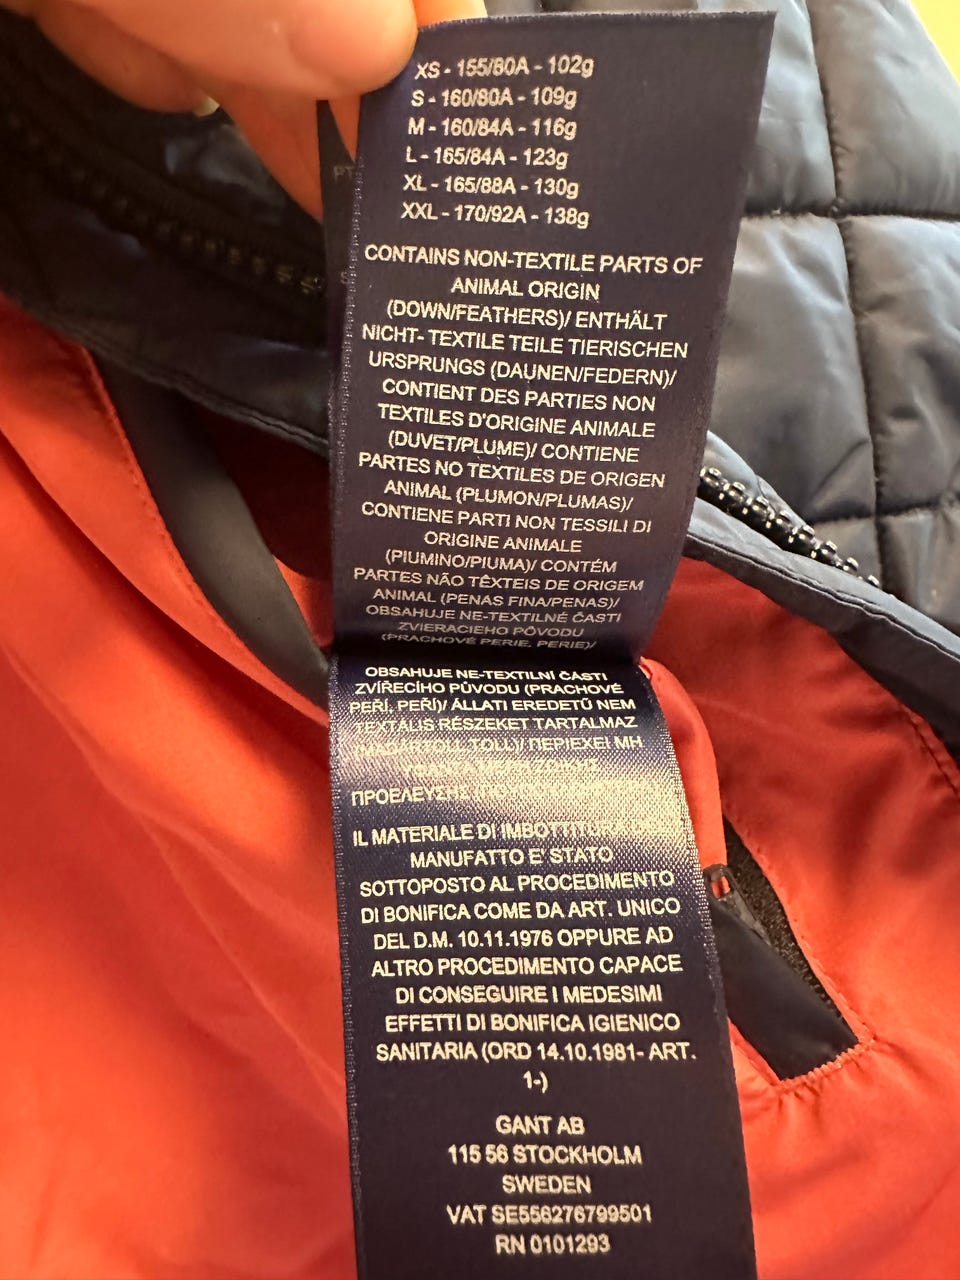 XS - 155/80A - 102g
S - 160/80A - 109g
M - 160/84A - 116g
L - 165/84A - 123g
XL - 165/88A - 130g
XXL - 170/92A - 138g
CONTAINS NON-TEXTILE PARTS OF
ANIMAL ORIGIN
(DOWN/FEATHERS)/ ENTHÄLT
NICHT- TEXTILE TEILE TIERISCHEN
URSPRUNGS (DAUNEN/FEDERN)/
CONTIENT DES PARTIES NON
TEXTILES D'ORIGINE ANIMALE
(DUVET/PLUME)/ CONTIENE
PARTES NO TEXTILES DE ORIGEN
ANIMAL (PLUMON/PLUMAS)/
CONTIENE PARTI NON TESSILI DI
ORIGINE ANIMALE
(PIUMINO/PIUMA)/ CONTÉM
PARTES NÃO TÊXTEIS DE ORIGEM
ANIMAL (PENAS FINA/PENAS)/
OBSAHUJE NE-TEXTILNÉ ČASTI
ZVIERACIEHO PÔVODU
(PRACHOVÉ PERIE, PERIE)/
OBSAHUJE NE-TEXTILNÍ ČÁSTI
ZVÍŘECÍHO PŮVODU (PRACHOVÉ
PEŘÍ, PEŘÍ)/ ÁLLATI EREDETŰ NEM
TEXTÁLIS RÉSZEKET TARTALMAZ
ΠΕΡΙΕΧΕΙ ΜΗ
ΠΡΟΕΛΕΥΣΗΣ
IL MATERIALE DI
MANUFATTO E' STATO
SOTTOPOSTO AL PROCEDIMENTO
DI BONIFICA COME DA ART. UNICO
DEL D.M. 10.11.1976 OPPURE AD
ALTRO PROCEDIMENTO CAPACE
DI CONSEGUIRE I MEDESIMI
EFFETTI DI BONIFICA IGIENICO
SANITARIA (ORD 14.10.1981- ART.
1-)
GANT AB
115 56 STOCKHOLM
SWEDEN
VAT SE556276799501
RN 0101293